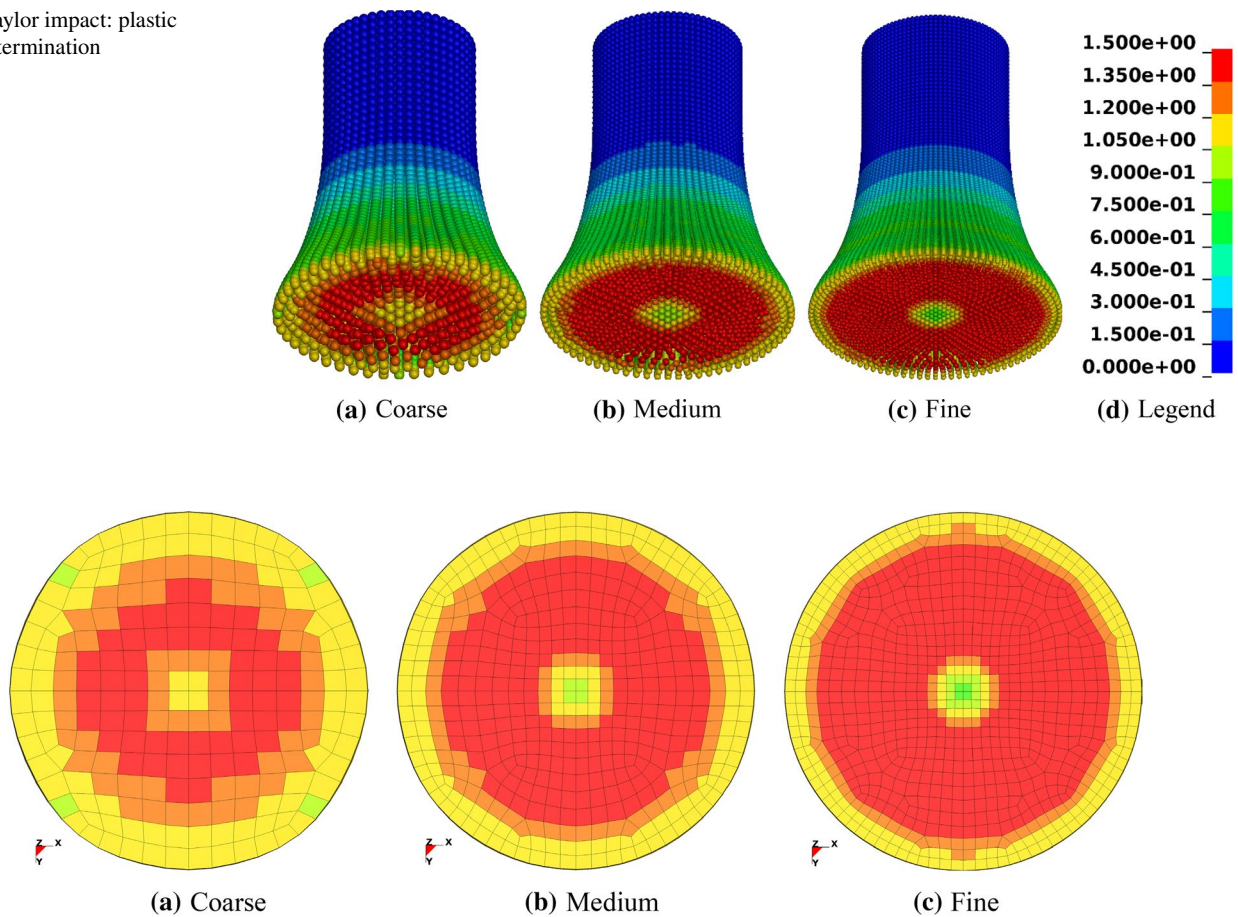 aylor impact: plastic
termination
1.500e+00
1.350e+00
1.200e+00
1.050e+00
9.000e-01
7.500e-01
6.000e-01
4.500e-01
3.000e-01
1.500e-01
0.000e+00
(a) Coarse
(b) Medium
(c) Fine
(d) Legend
Z X
Y
Z X
Y
Z X
Y
(a) Coarse
(b) Medium
(c) Fine